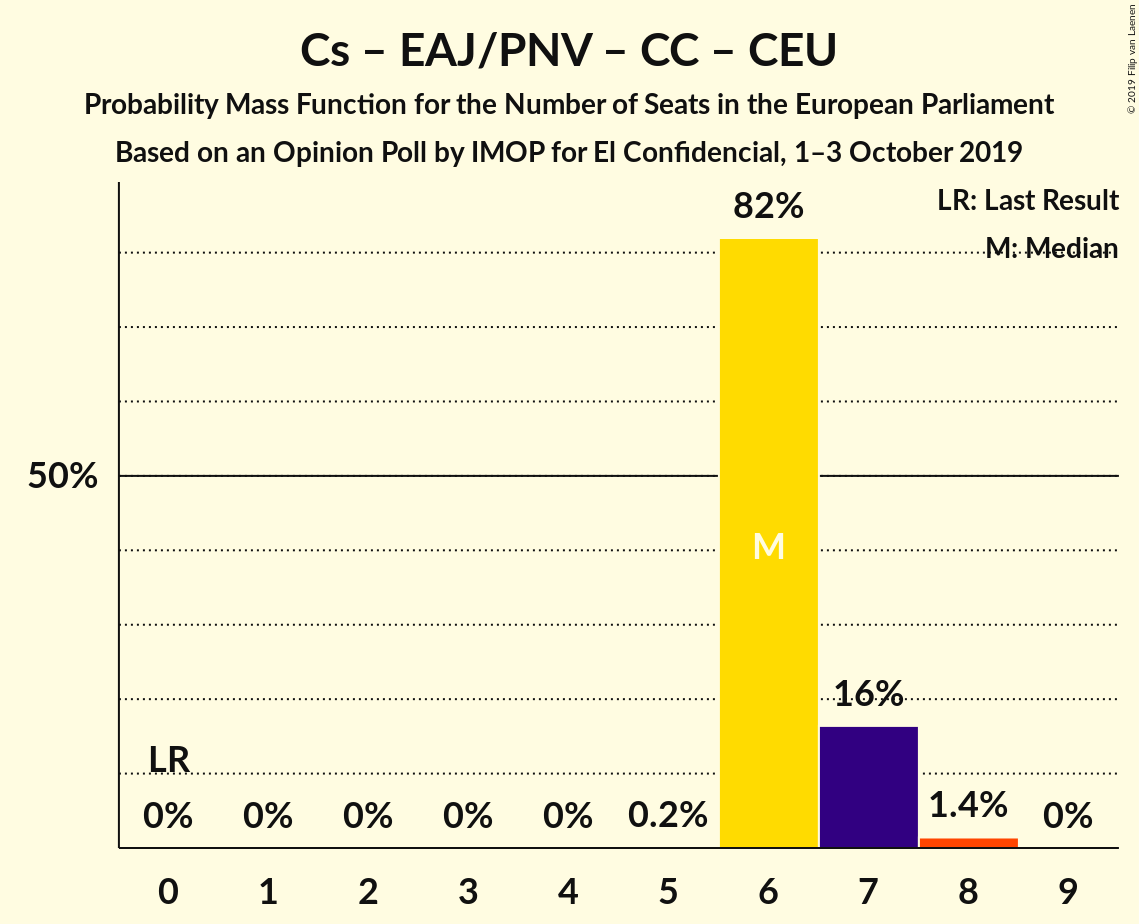 Cs – EAJ/PNV – CC – CEU
Probability Mass Function for the Number of Seats in the European Parliament
Based on an Opinion Poll by IMOP for El Confidencial, 1–3 October 2019
© 2019 Filip van Laenen
LR: Last Result
M: Median
82%
50%
M
16%
LR
0% 0% 0% 0% 0% 0.2% 1.4% 0%
0 1 2 3 4 5 6 7 8 9